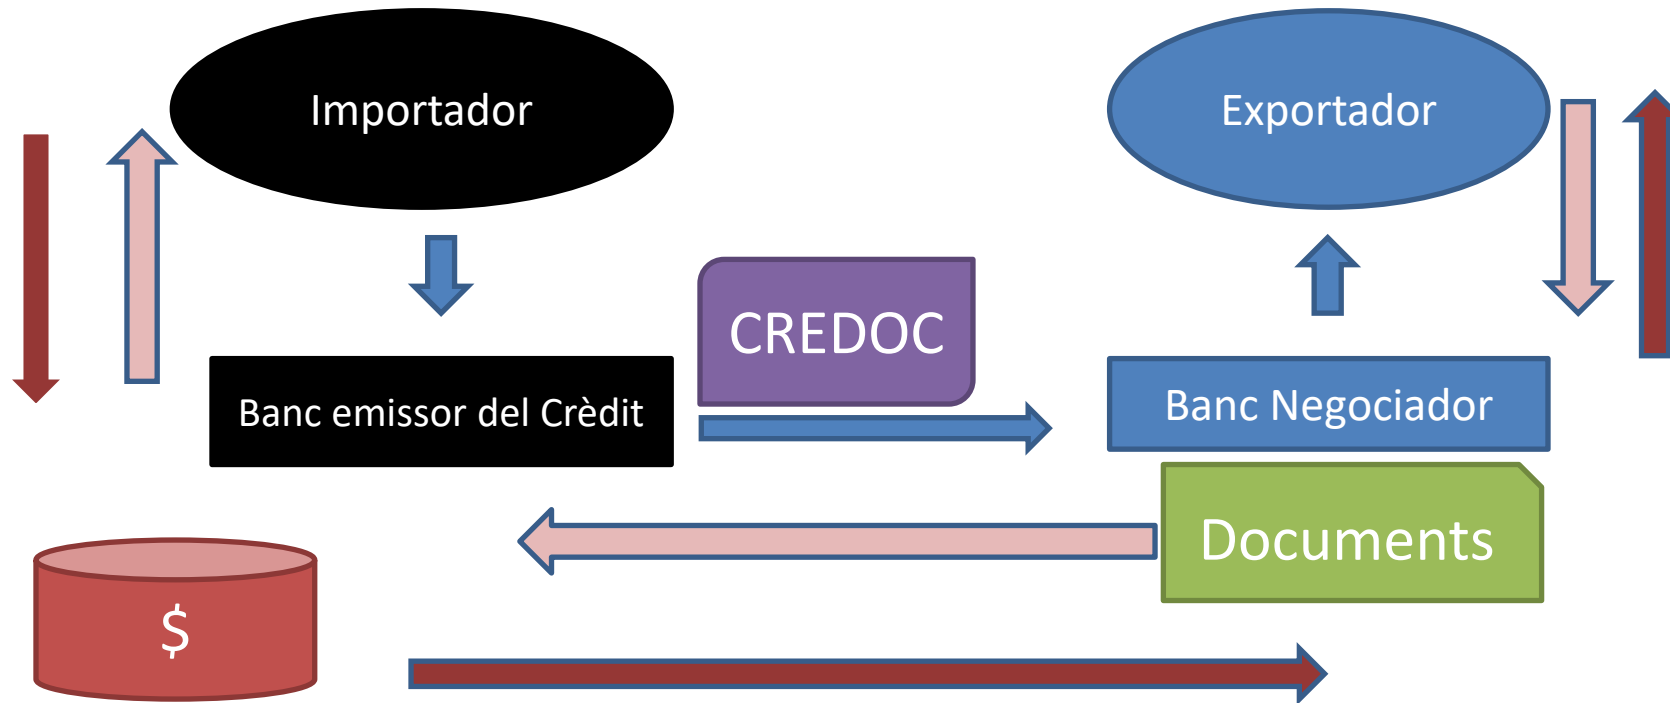 Importador
Exportador
CREDOC
Banc emissor del Crèdit
Banc Negociador
Documents
$